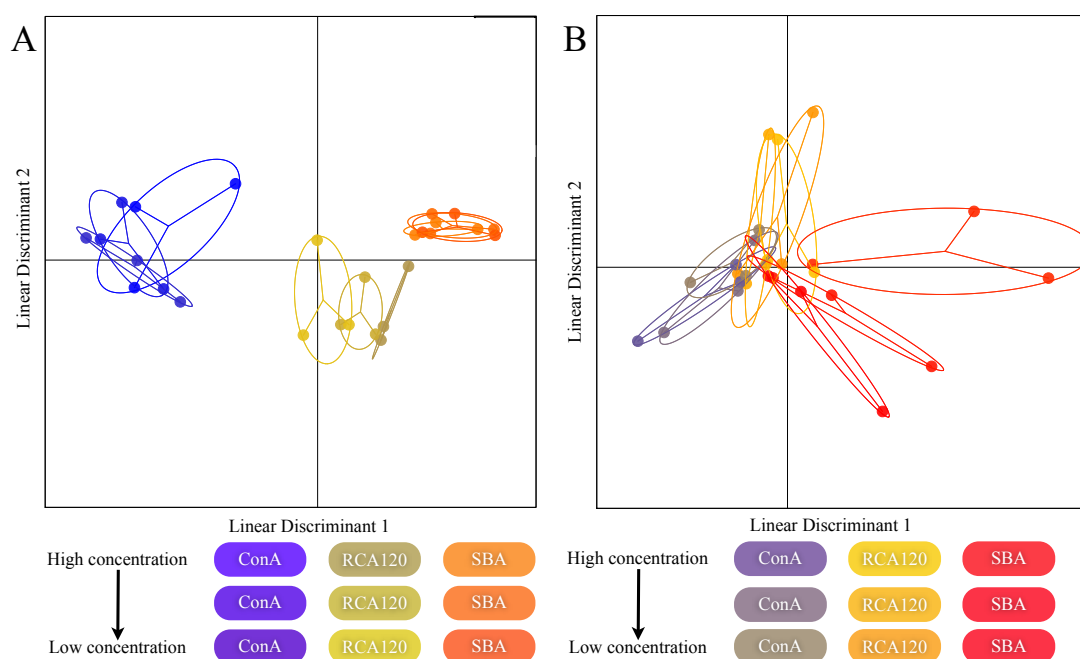 A
B
Linear Discriminant 2
Linear Discriminant 2
Linear Discriminant 1
Linear Discriminant 1
High concentration
ConA
RCA120
SBA
ConA
RCA120
SBA
Low concentration
ConA
RCA120
SBA
High concentration
ConA
RCA120
SBA
ConA
RCA120
SBA
Low concentration
ConA
RCA120
SBA